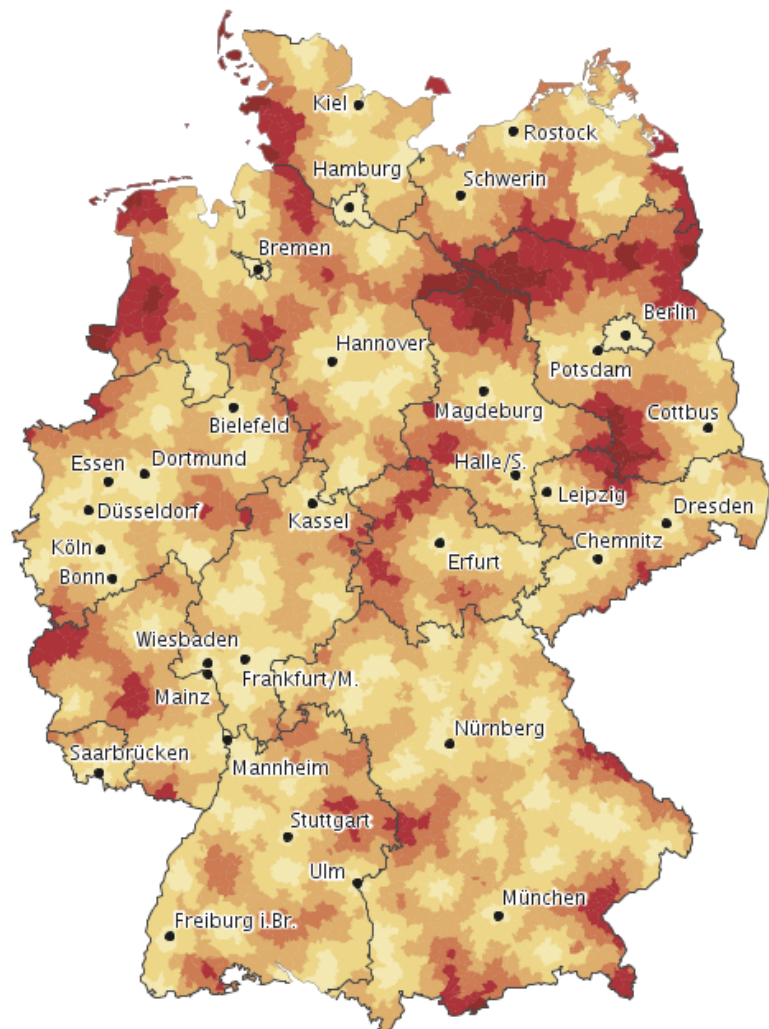 Kiel
Rostock
Hamburg
Schwerin
Bremen
Berlin
Hannover
Potsdam
Magdeburg
Bielefeld
Cottbus
Dortmund
Essen
Halle/S.
Leipzig
Düsseldorf
Kassel
Dresden
Chemnitz
Köln
Erfurt
Bonn
Wiesbaden
Frankfurt/M.
Mainz
Nürnberg
Saarbrücken
Mannheim
Stuttgart
Ulm
München
Freiburg i.Br.